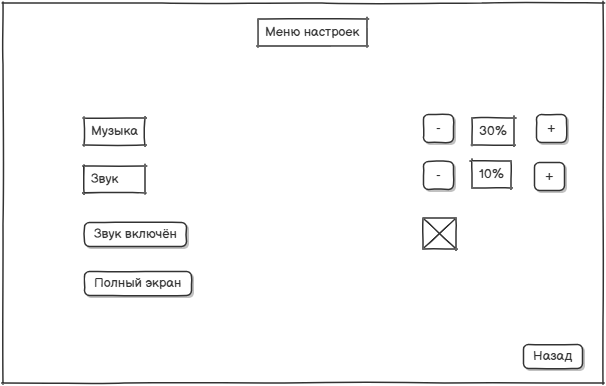 Меню настроек
Музыка - 30% +
Звук - 10% +
Звук включён
Полный экран
Назад